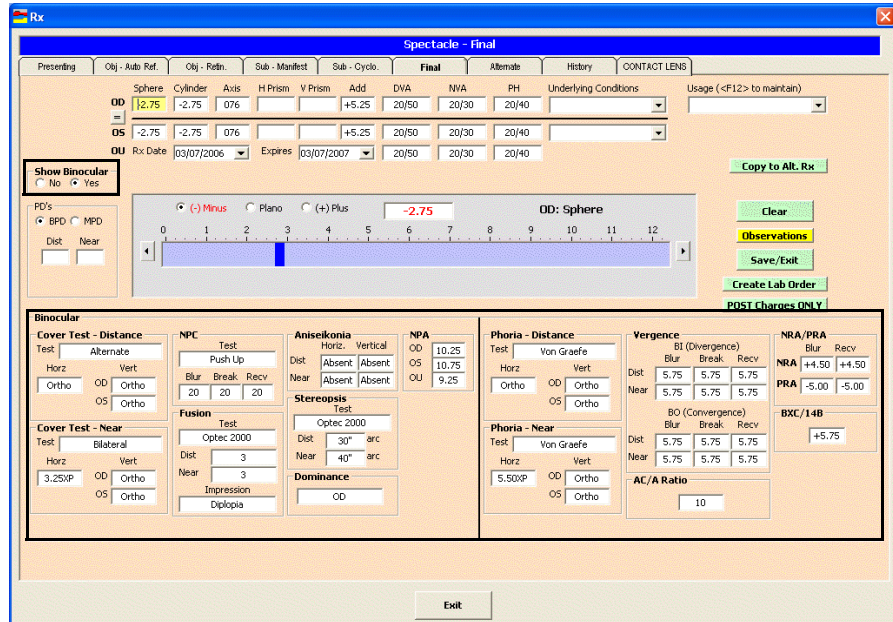 Rx
Spectacle - Final
Presenting Obj - Auto Ref. Obj - Retin. Sub - Manifest Sub - Cyclo. Final Alternate History CONTACT LENS
Sphere Cylinder Axis H Prism V Prism Add DVA NVA PH Underlying Conditions Usage (<F12> to maintain)
OD -2.75 -2.75 076 +5.25 20/50 20/30 20/40
=
OS -2.75 -2.75 076 +5.25 20/50 20/30 20/40
OU Rx Date 03/07/2006 Expires 03/07/2007 20/50 20/30 20/40
Show Binocular
No Yes
Copy to Alt. Rx
PD's
BPD MPD
Dist Near
(-) Minus Plano (+) Plus -2.75 OD: Sphere
0 1 2 3 4 5 6 7 8 9 10 11 12
Clear
Observations
Save/Exit
Create Lab Order
POST Charges ONLY
Binocular
Cover Test - Distance
Test Alternate
Horz Vert
Ortho OD Ortho
OS Ortho
Cover Test - Near
Test Bilateral
Horz Vert
3.25XP OD Ortho
OS Ortho
NPC
Test
Push Up
Blur Break Recv
20 20 20
Fusion
Test
Optec 2000
Dist 3
Near 3
Impression
Diplopia
Aniseikonia
Horiz. Vertical
Dist Absent Absent
Near Absent Absent
Stereopsis
Test
Optec 2000
Dist 30" arc
Near 40" arc
Dominance
OD
NPA
OD 10.25
OS 10.75
OU 9.25
Phoria - Distance
Test Von Graefe
Horz Vert
Ortho OD Ortho
OS Ortho
Phoria - Near
Test Von Graefe
Horz Vert
5.50XP OD Ortho
OS Ortho
Vergence
BI (Divergence)
Blur Break Recv
Dist 5.75 5.75 5.75
Near 5.75 5.75 5.75
BO (Convergence)
Blur Break Recv
Dist 5.75 5.75 5.75
Near 5.75 5.75 5.75
AC/A Ratio
10
NRA/PRA
Blur Recv
NRA +4.50 +4.50
PRA -5.00 -5.00
BXC/14B
+5.75
Exit